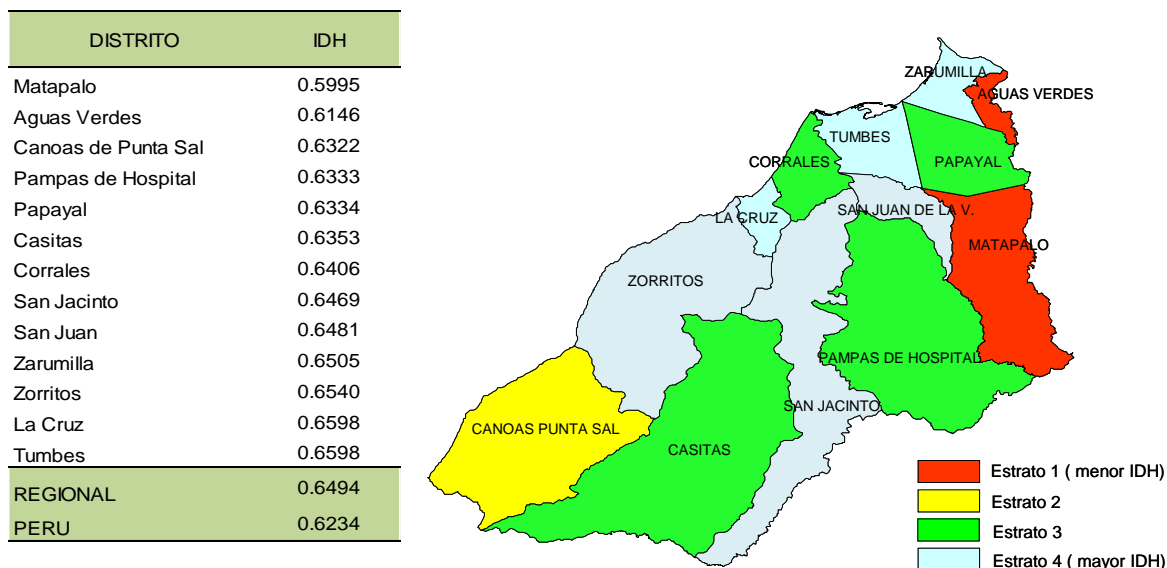 DISTRITO IDH
Matapalo 0.5995
Aguas Verdes 0.6146
Canoas de Punta Sal 0.6322
Pampas de Hospital 0.6333
Papayal 0.6334
Casitas 0.6353
Corrales 0.6406
San Jacinto 0.6469
San Juan 0.6481
Zarumilla 0.6505
Zorritos 0.6540
La Cruz 0.6598
Tumbes 0.6598
REGIONAL 0.6494
PERU 0.6234
ZARUMILLA
AGUAS VERDES
TUMBES
CORRALES
PAPAYAL
LA CRUZ
SAN JUAN DE LA V.
MATAPALO
ZORRITOS
PAMPAS DE HOSPITAL
SAN JACINTO
CANOAS PUNTA SAL
CASITAS
Estrato 1 ( menor IDH)
Estrato 2
Estrato 3
Estrato 4 ( mayor IDH)